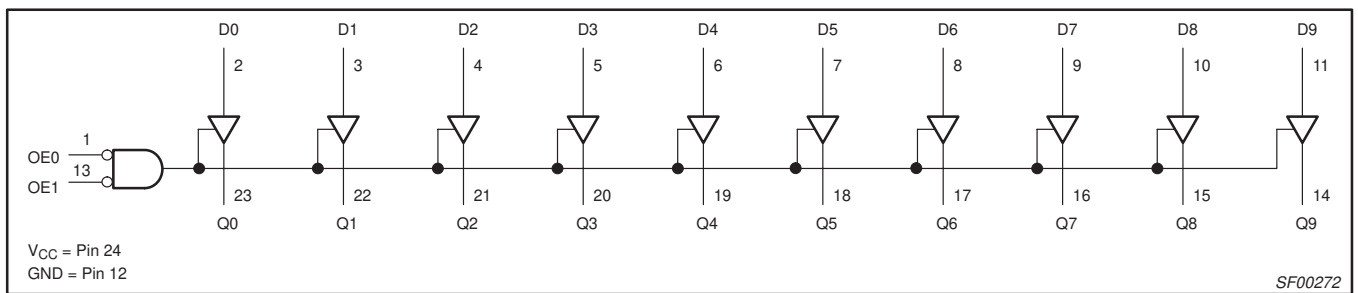 D0 D1 D2 D3 D4 D5 D6 D7 D8 D9
2 3 4 5 6 7 8 9 10 11
1
OE0
13
OE1
23 22 21 20 19 18 17 16 15 14
Q0 Q1 Q2 Q3 Q4 Q5 Q6 Q7 Q8 Q9
VCC = Pin 24
GND = Pin 12
SF00272